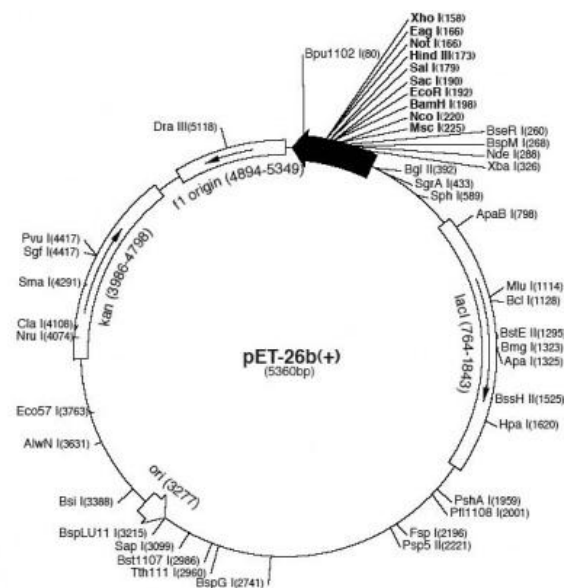 Xho I(158)
Eag I(166)
Not I(166)
Hind III(173)
Sal I(179)
Sac I(190)
EcoR I(192)
BamH I(198)
Nco I(220)
Msc I(225)
Bpu1102 I(80)
BseR I(260)
BspM I(268)
Nde I(288)
Xba I(326)
Bgl II(392)
SgrA I(433)
Sph I(589)
ApaB I(798)
Mlu I(1114)
Bcl I(1128)
BstE II(1295)
Bmg I(1323)
Apa I(1325)
BssH II(1525)
Hpa I(1620)
PshA I(1959)
Pfl1108 I(2001)
Fsp I(2196)
Psp5 II(2221)
BspG I(2741)
Tth111 I(2960)
Bst1107 I(2986)
Sap I(3099)
BspLU11 I(3215)
Bsi I(3388)
AlwN I(3631)
Eco57 I(3763)
Nru I(4074)
Cla I(4108)
Sma I(4291)
Sgf I(4417)
Pvu I(4417)
Dra III(5118)
f1 origin (4894-5349)
kan (3986-4798)
lacI (764-1843)
ori (3277)
pET-26b(+)
(5360bp)